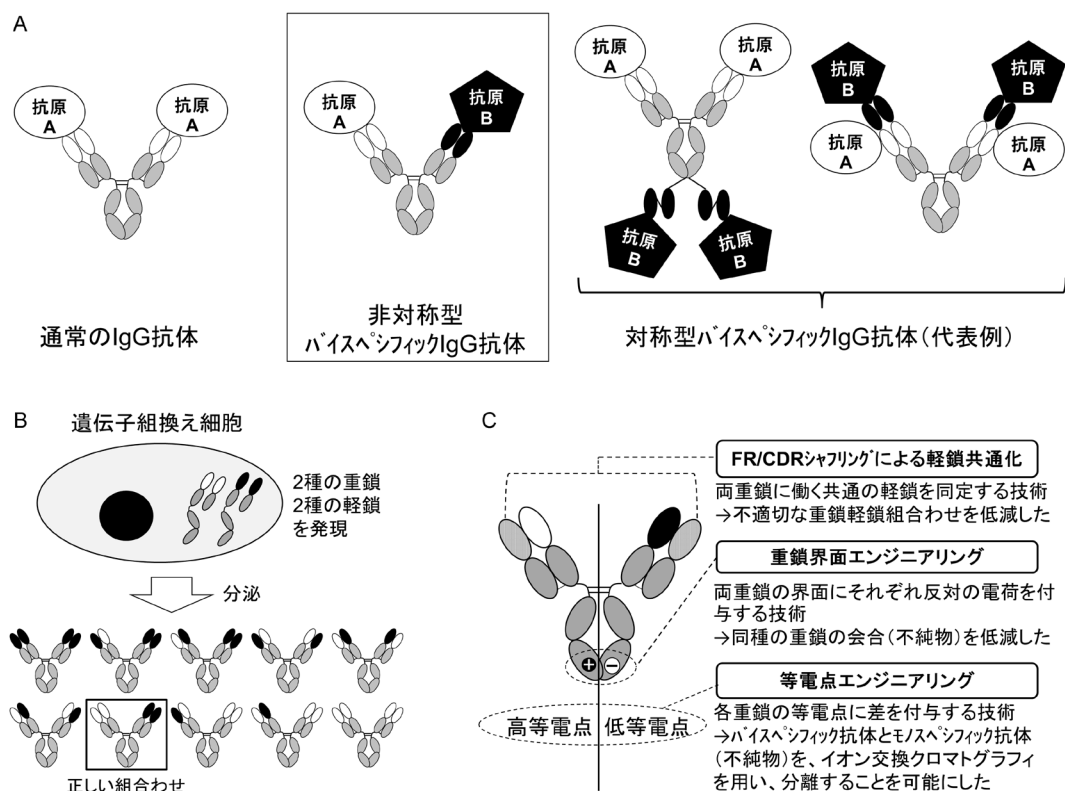 A
抗原
A
抗原
A
通常のIgG抗体
抗原
A
抗原
B
非対称型
ﾊﾞｲｽﾍﾟｼﾌｨｯｸIgG抗体
抗原
A
抗原
A
抗原
B
抗原
B
抗原
B
抗原
B
抗原
A
抗原
A
対称型ﾊﾞｲｽﾍﾟｼﾌｨｯｸIgG抗体（代表例）
B
遺伝子組換え細胞
2種の重鎖
2種の軽鎖
を発現
分泌
正しい組合わせ
C
FR/CDRｼｬﾌﾘﾝｸﾞによる軽鎖共通化
両重鎖に働く共通の軽鎖を同定する技術
→不適切な重鎖軽鎖組合わせを低減した
重鎖界面エンジニアリング
両重鎖の界面にそれぞれ反対の電荷を付
与する技術
→同種の重鎖の会合（不純物）を低減した
+ −
等電点エンジニアリング
高等電点 低等電点
各重鎖の等電点に差を付与する技術
→ﾊﾞｲｽﾍﾟｼﾌｨｯｸ抗体とﾓﾉｽﾍﾟｼﾌｨｯｸ抗体
（不純物）を、イオン交換クロマトグラフィ
を用い、分離することを可能にした